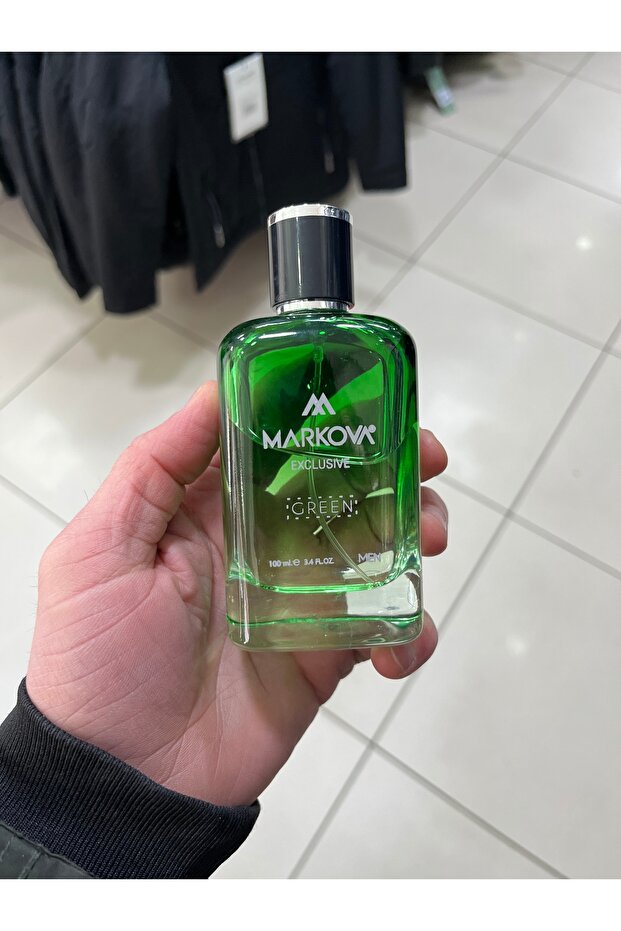 MARKOVA
EXCLUSIVE
GREEN
100 ml. e 3.4 FL.OZ MEN